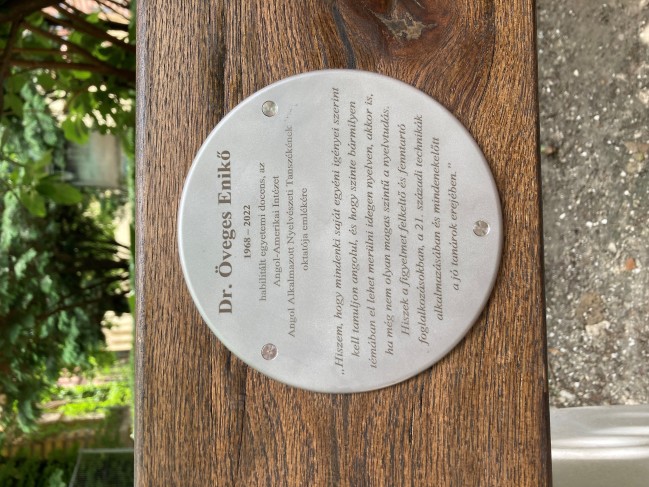 Dr. Öveges Enikő
1968 – 2022
habilitált egyetemi docens, az
Angol-Amerikai Intézet
Angol Alkalmazott Nyelvészeti Tanszékének
oktatója emlékére
„Hiszem, hogy mindenki saját egyéni igényei szerint
kell tanuljon angolul, és hogy szinte bármilyen
témában el lehet merülni idegen nyelven, akkor is,
ha még nem olyan magas szintű a nyelvtudás.
Hiszek a figyelmet felkeltő és fenntartó
foglalkozásokban, a 21. századi technikák
alkalmazásában és mindenekelőtt
a jó tanárok erejében.”